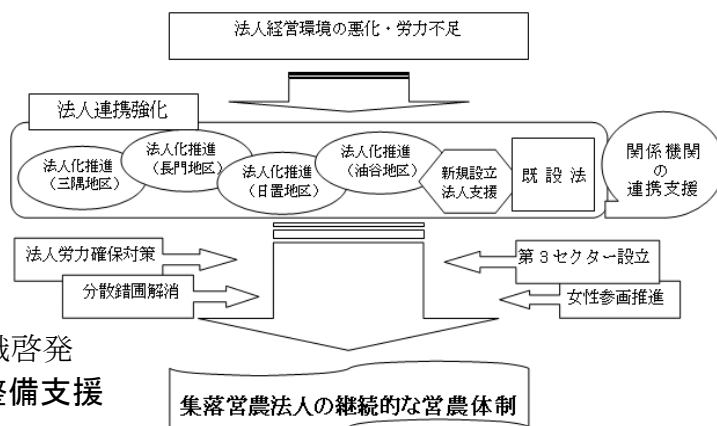 法人経営環境の悪化・労力不足
法人連携強化
法人化推進
（三隅地区）
法人化推進
（長門地区）
法人化推進
（日置地区）
法人化推進
（油谷地区）
新規設立
法人支援
既設法
関係機関
の
連携支援
法人労力確保対策
分散錯圃解消
第３セクター設立
女性参画推進
啓発
整備支援
集落営農法人の継続的な営農体制